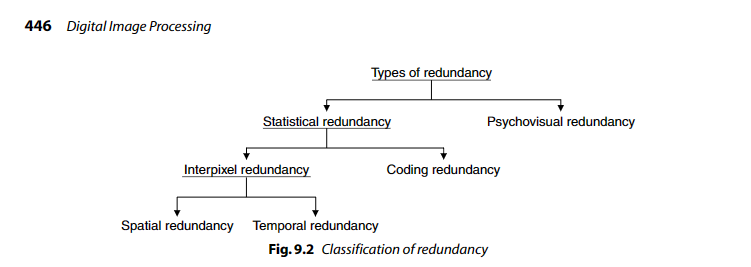 446 Digital Image Processing
Types of redundancy
Statistical redundancy Psychovisual redundancy
Interpixel redundancy Coding redundancy
Spatial redundancy Temporal redundancy
Fig. 9.2 Classification of redundancy